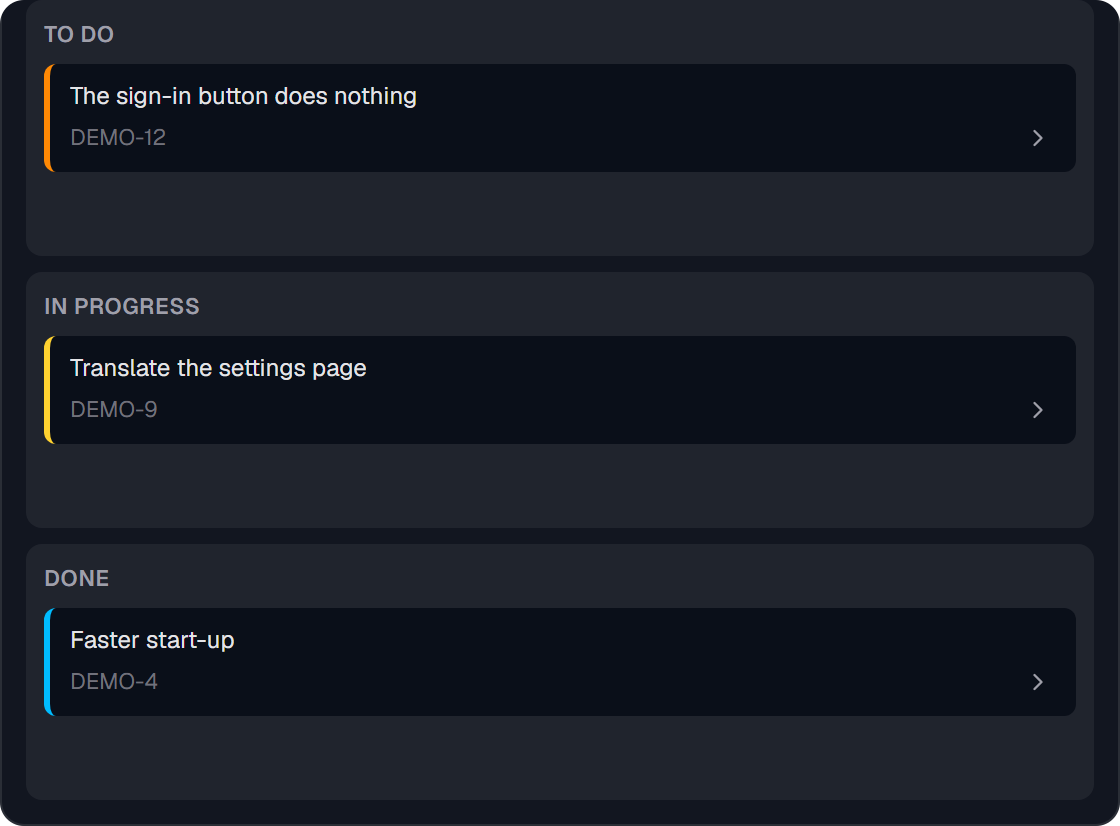 TO DO
The sign-in button does nothing
DEMO-12
IN PROGRESS
Translate the settings page
DEMO-9
DONE
Faster start-up
DEMO-4